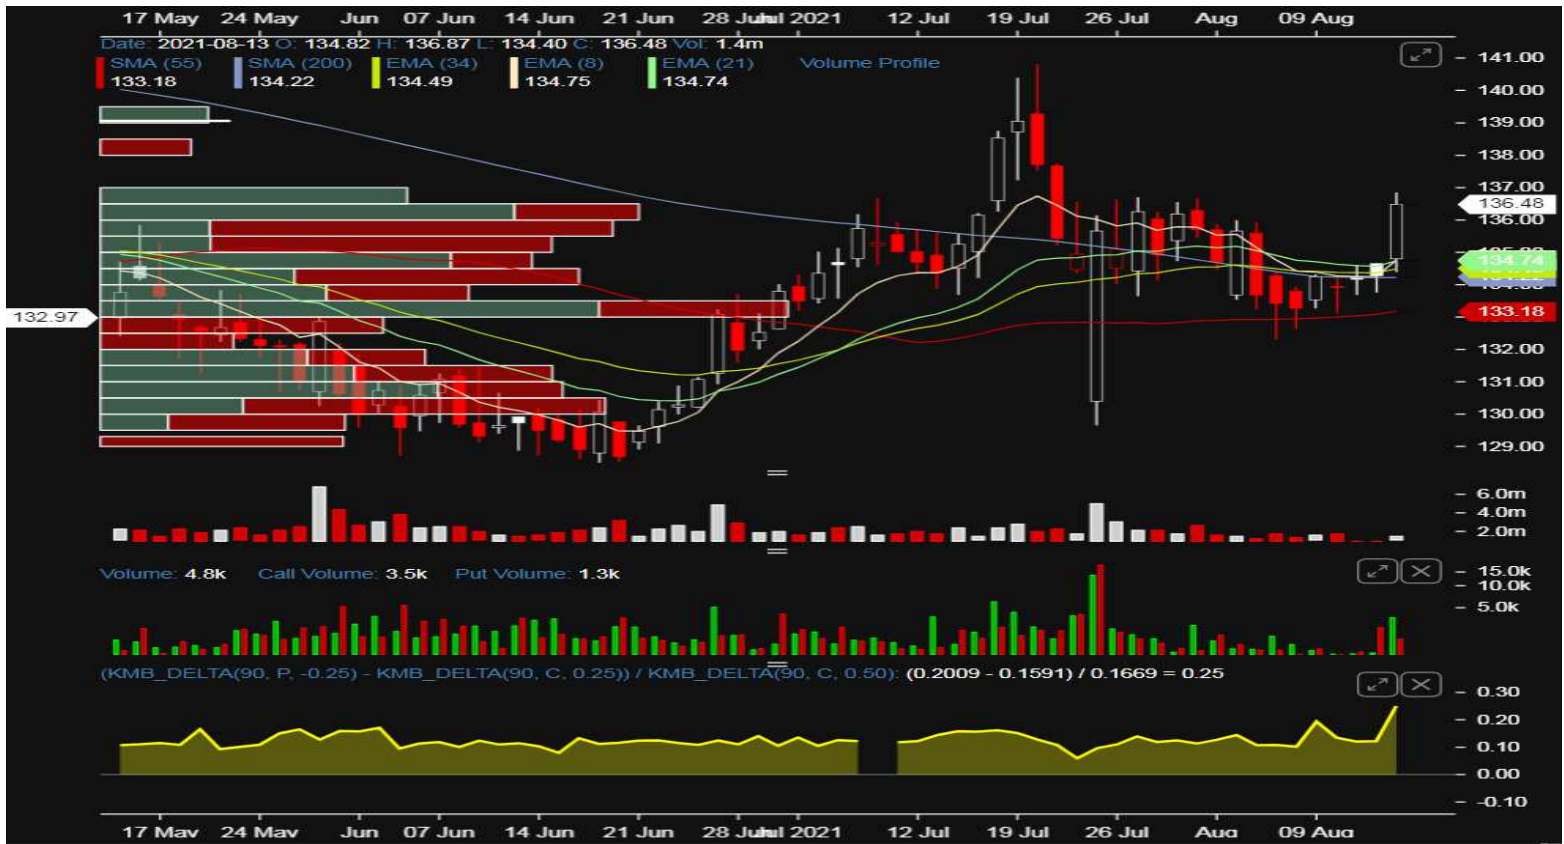 17 May 24 May Jun 07 Jun 14 Jun 21 Jun 28 Jun Jul 2021 12 Jul 19 Jul 26 Jul Aug 09 Aug
Date: 2021-08-13 O: 134.82 H: 136.87 L: 134.40 C: 136.48 Vol: 1.4m
SMA (55) SMA (200) EMA (34) EMA (8) EMA (21) Volume Profile
133.18 134.22 134.49 134.75 134.74
141.00
140.00
139.00
138.00
137.00
136.48
136.00
134.74
133.18
132.97
132.00
131.00
130.00
129.00
6.0m
4.0m
2.0m
Volume: 4.8k Call Volume: 3.5k Put Volume: 1.3k
15.0k
10.0k
5.0k
(KMB_DELTA(90, P, -0.25) - KMB_DELTA(90, C, 0.25)) / KMB_DELTA(90, C, 0.50): (0.2009 - 0.1591) / 0.1669 = 0.25
0.30
0.20
0.10
0.00
-0.10
17 May 24 May Jun 07 Jun 14 Jun 21 Jun 28 Jun Jul 2021 12 Jul 19 Jul 26 Jul Aug 09 Aug